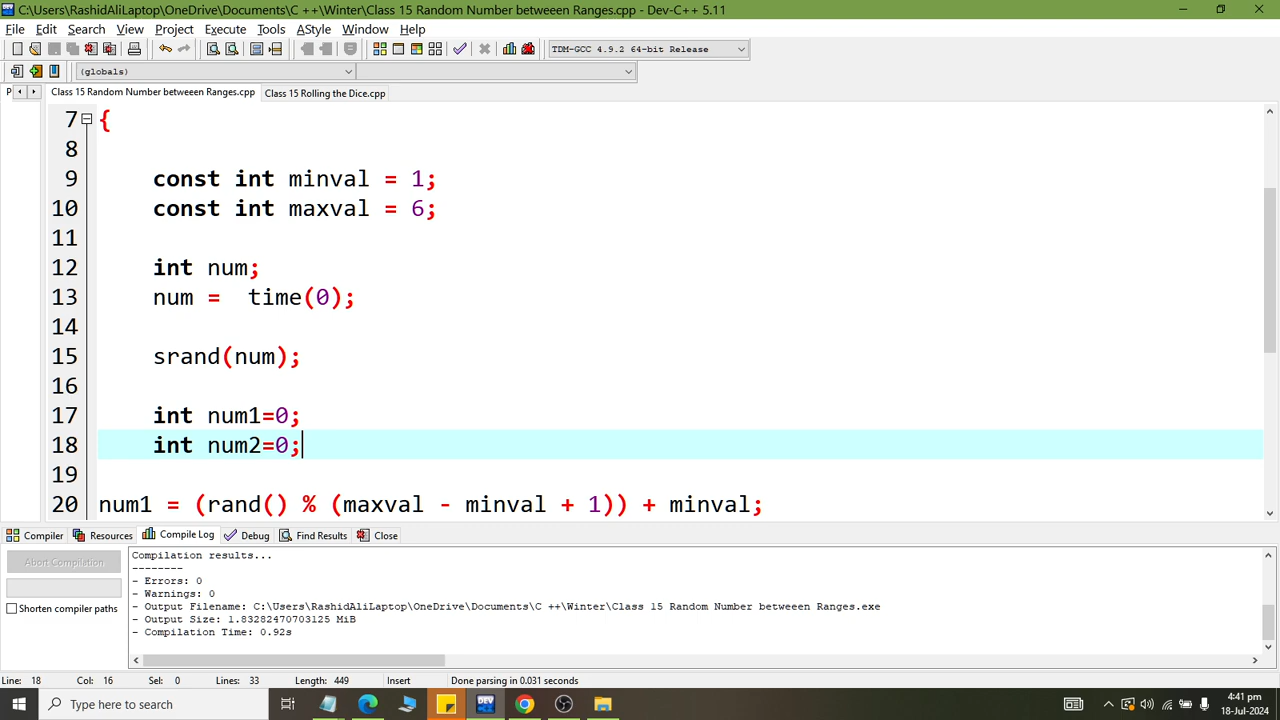 C:\Users\RashidAliLaptop\OneDrive\Documents\C ++\Winter\Class 15 Random Number betweeen Ranges.cpp - Dev-C++ 5.11
File Edit Search View Project Execute Tools AStyle Window Help
TDM-GCC 4.9.2 64-bit Release
(globals)
P Class 15 Random Number betweeen Ranges.cpp Class 15 Rolling the Dice.cpp
7 {
8
9 const int minval = 1;
10 const int maxval = 6;
11
12 int num;
13 num =  time(0);
14
15 srand(num);
16
17 int num1=0;
18 int num2=0;
19
20 num1 = (rand() % (maxval - minval + 1)) + minval;
Compiler Resources Compile Log Debug Find Results Close
Abort Compilation
Shorten compiler paths
Compilation results...
--------
- Errors: 0
- Warnings: 0
- Output Filename: C:\Users\RashidAliLaptop\OneDrive\Documents\C ++\Winter\Class 15 Random Number betweeen Ranges.exe
- Output Size: 1.83282470703125 MiB
- Compilation Time: 0.92s
Line: 18 Col: 16 Sel: 0 Lines: 33 Length: 449 Insert Done parsing in 0.031 seconds
Type here to search
DEV
4:41 pm
18-Jul-2024